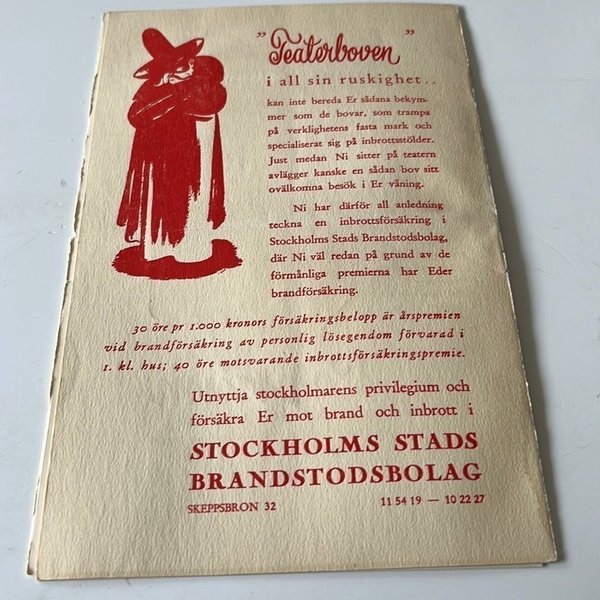 "Teaterboven"
i all sin ruskighet..
kan inte bereda Er sådana bekym-
mer som de bovar, som trampa
på verklighetens fasta mark och
specialiserat sig på inbrottsstölder.
Just medan Ni sitter på teatern
avlägger kanske en sådan bov sitt
ovälkomna besök i Er våning.
Ni har därför all anledning
teckna en inbrottsförsäkring i
Stockholms Stads Brandstodsbolag,
där Ni väl redan på grund av de
förmånliga premierna har Eder
brandförsäkring.
30 öre pr 1.000 kronors försäkringsbelopp är årspremien
vid brandförsäkring av personlig lösegendom förvarad i
1. kl. hus; 40 öre motsvarande inbrottsförsäkringspremie.
Utnyttja stockholmarens privilegium och
försäkra Er mot brand och inbrott i
STOCKHOLMS STADS
BRANDSTODSBOLAG
SKEPPSBRON 32 11 54 19 — 10 22 27